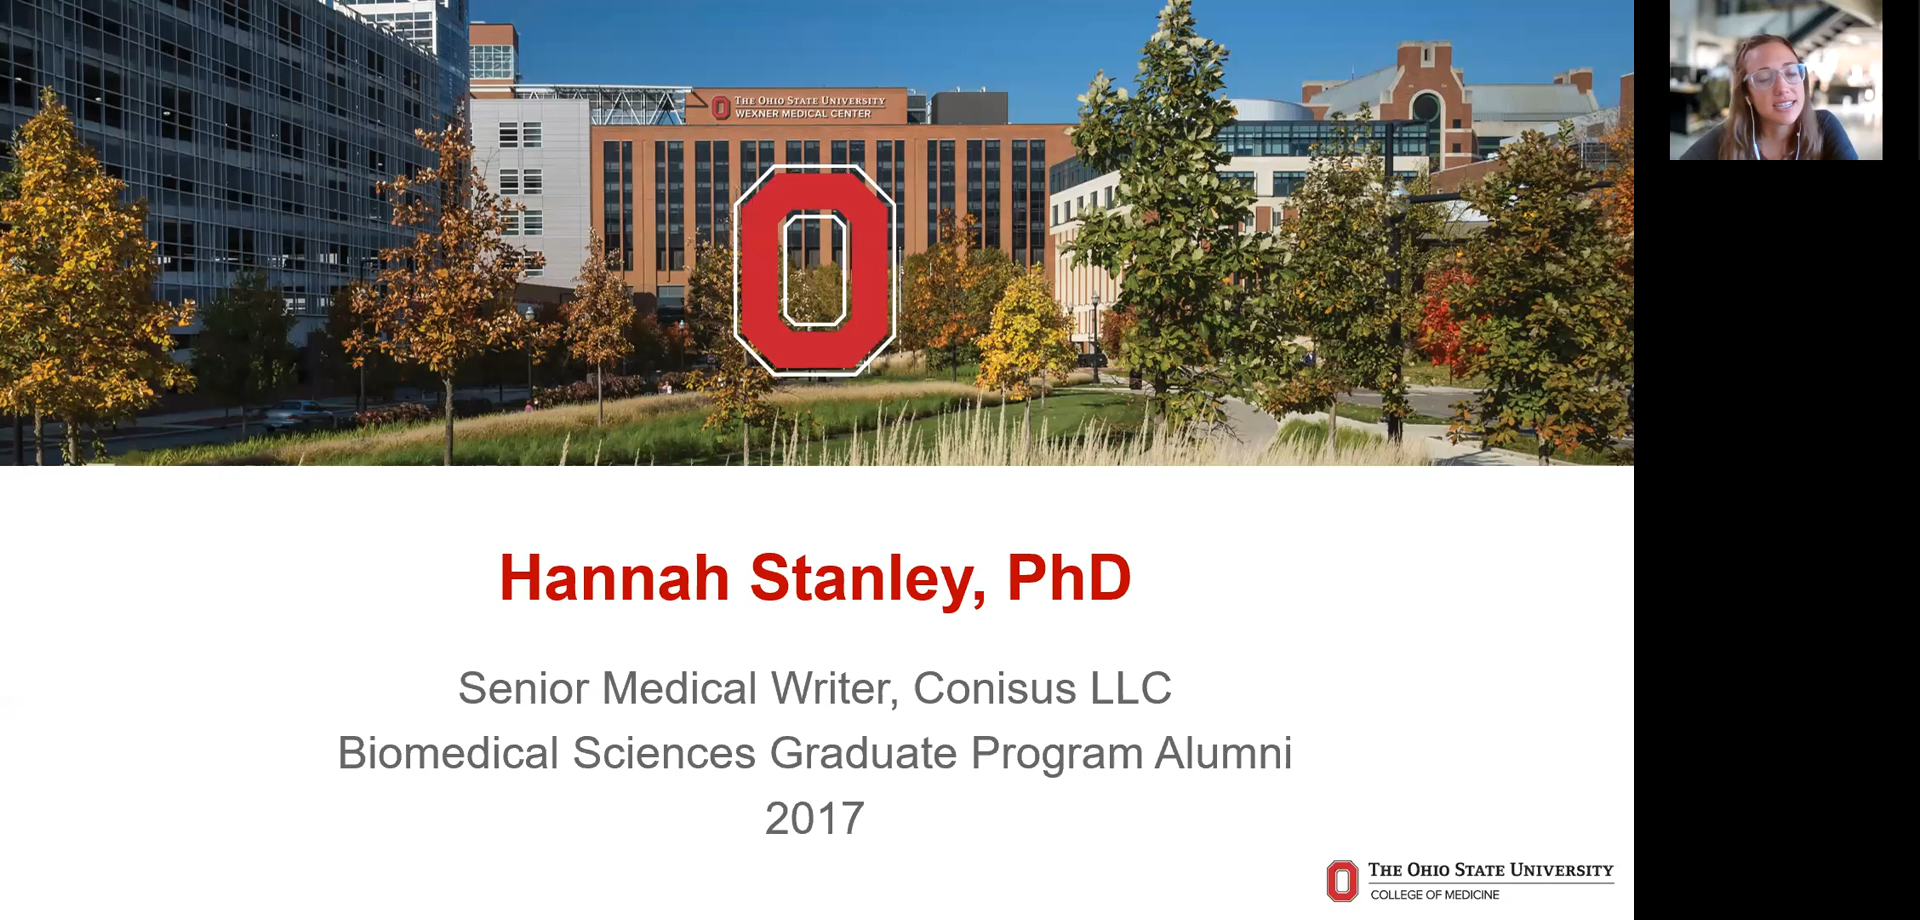 THE OHIO STATE UNIVERSITY
WEXNER MEDICAL CENTER
Hannah Stanley, PhD
Senior Medical Writer, Conisus LLC
Biomedical Sciences Graduate Program Alumni
2017
THE OHIO STATE UNIVERSITY
COLLEGE OF MEDICINE